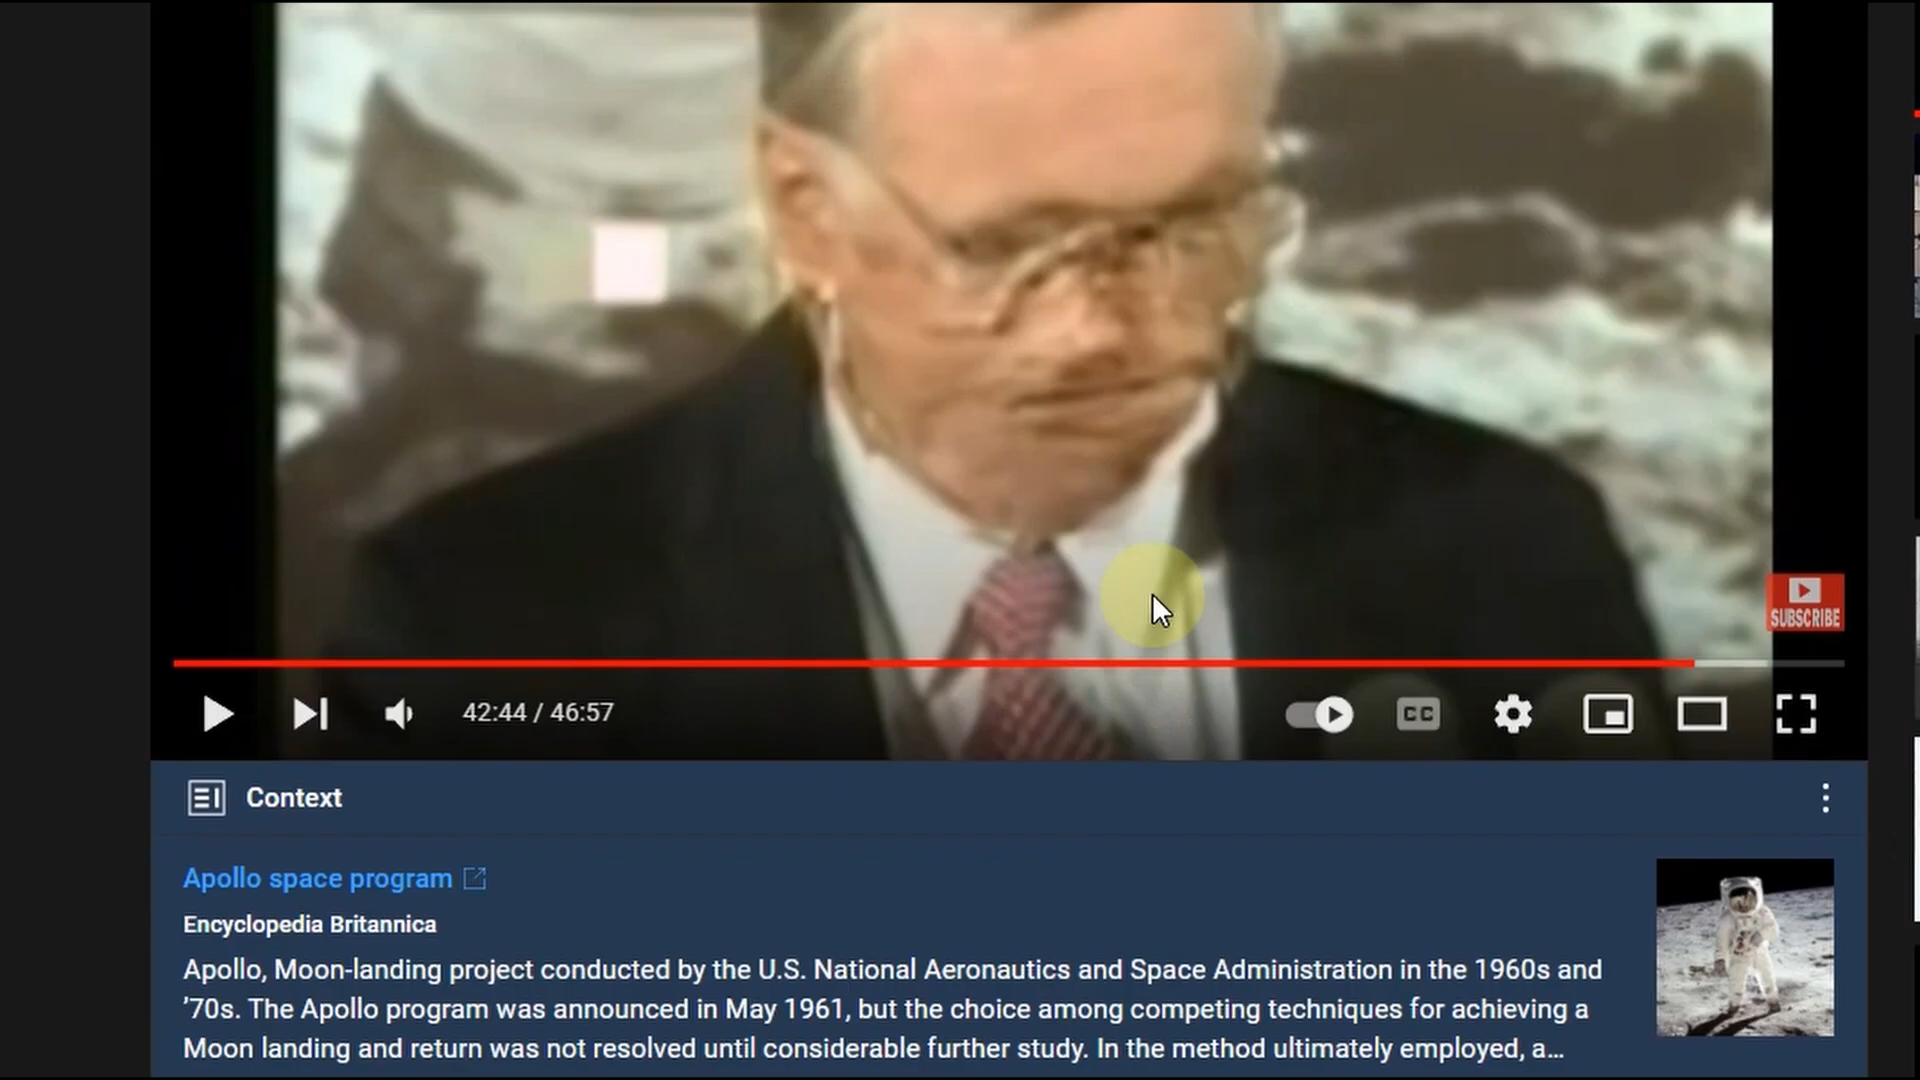 SUBSCRIBE
42:44 / 46:57
CC
Context
Apollo space program
Encyclopedia Britannica
Apollo, Moon-landing project conducted by the U.S. National Aeronautics and Space Administration in the 1960s and
'70s. The Apollo program was announced in May 1961, but the choice among competing techniques for achieving a
Moon landing and return was not resolved until considerable further study. In the method ultimately employed, a...